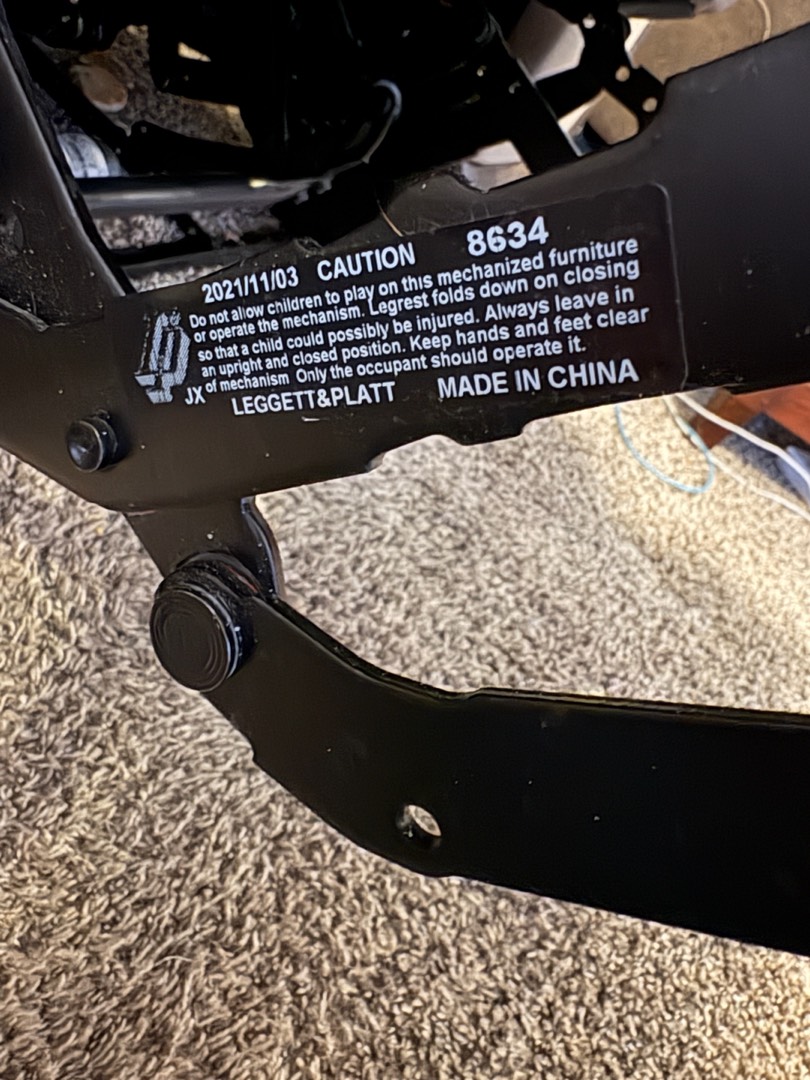 2021/11/03 CAUTION 8634
Do not allow children to play on this mechanized furniture
or operate the mechanism. Legrest folds down on closing
so that a child could possibly be injured. Always leave in
an upright and closed position. Keep hands and feet clear
JX of mechanism Only the occupant should operate it.
LEGGETT&PLATT MADE IN CHINA